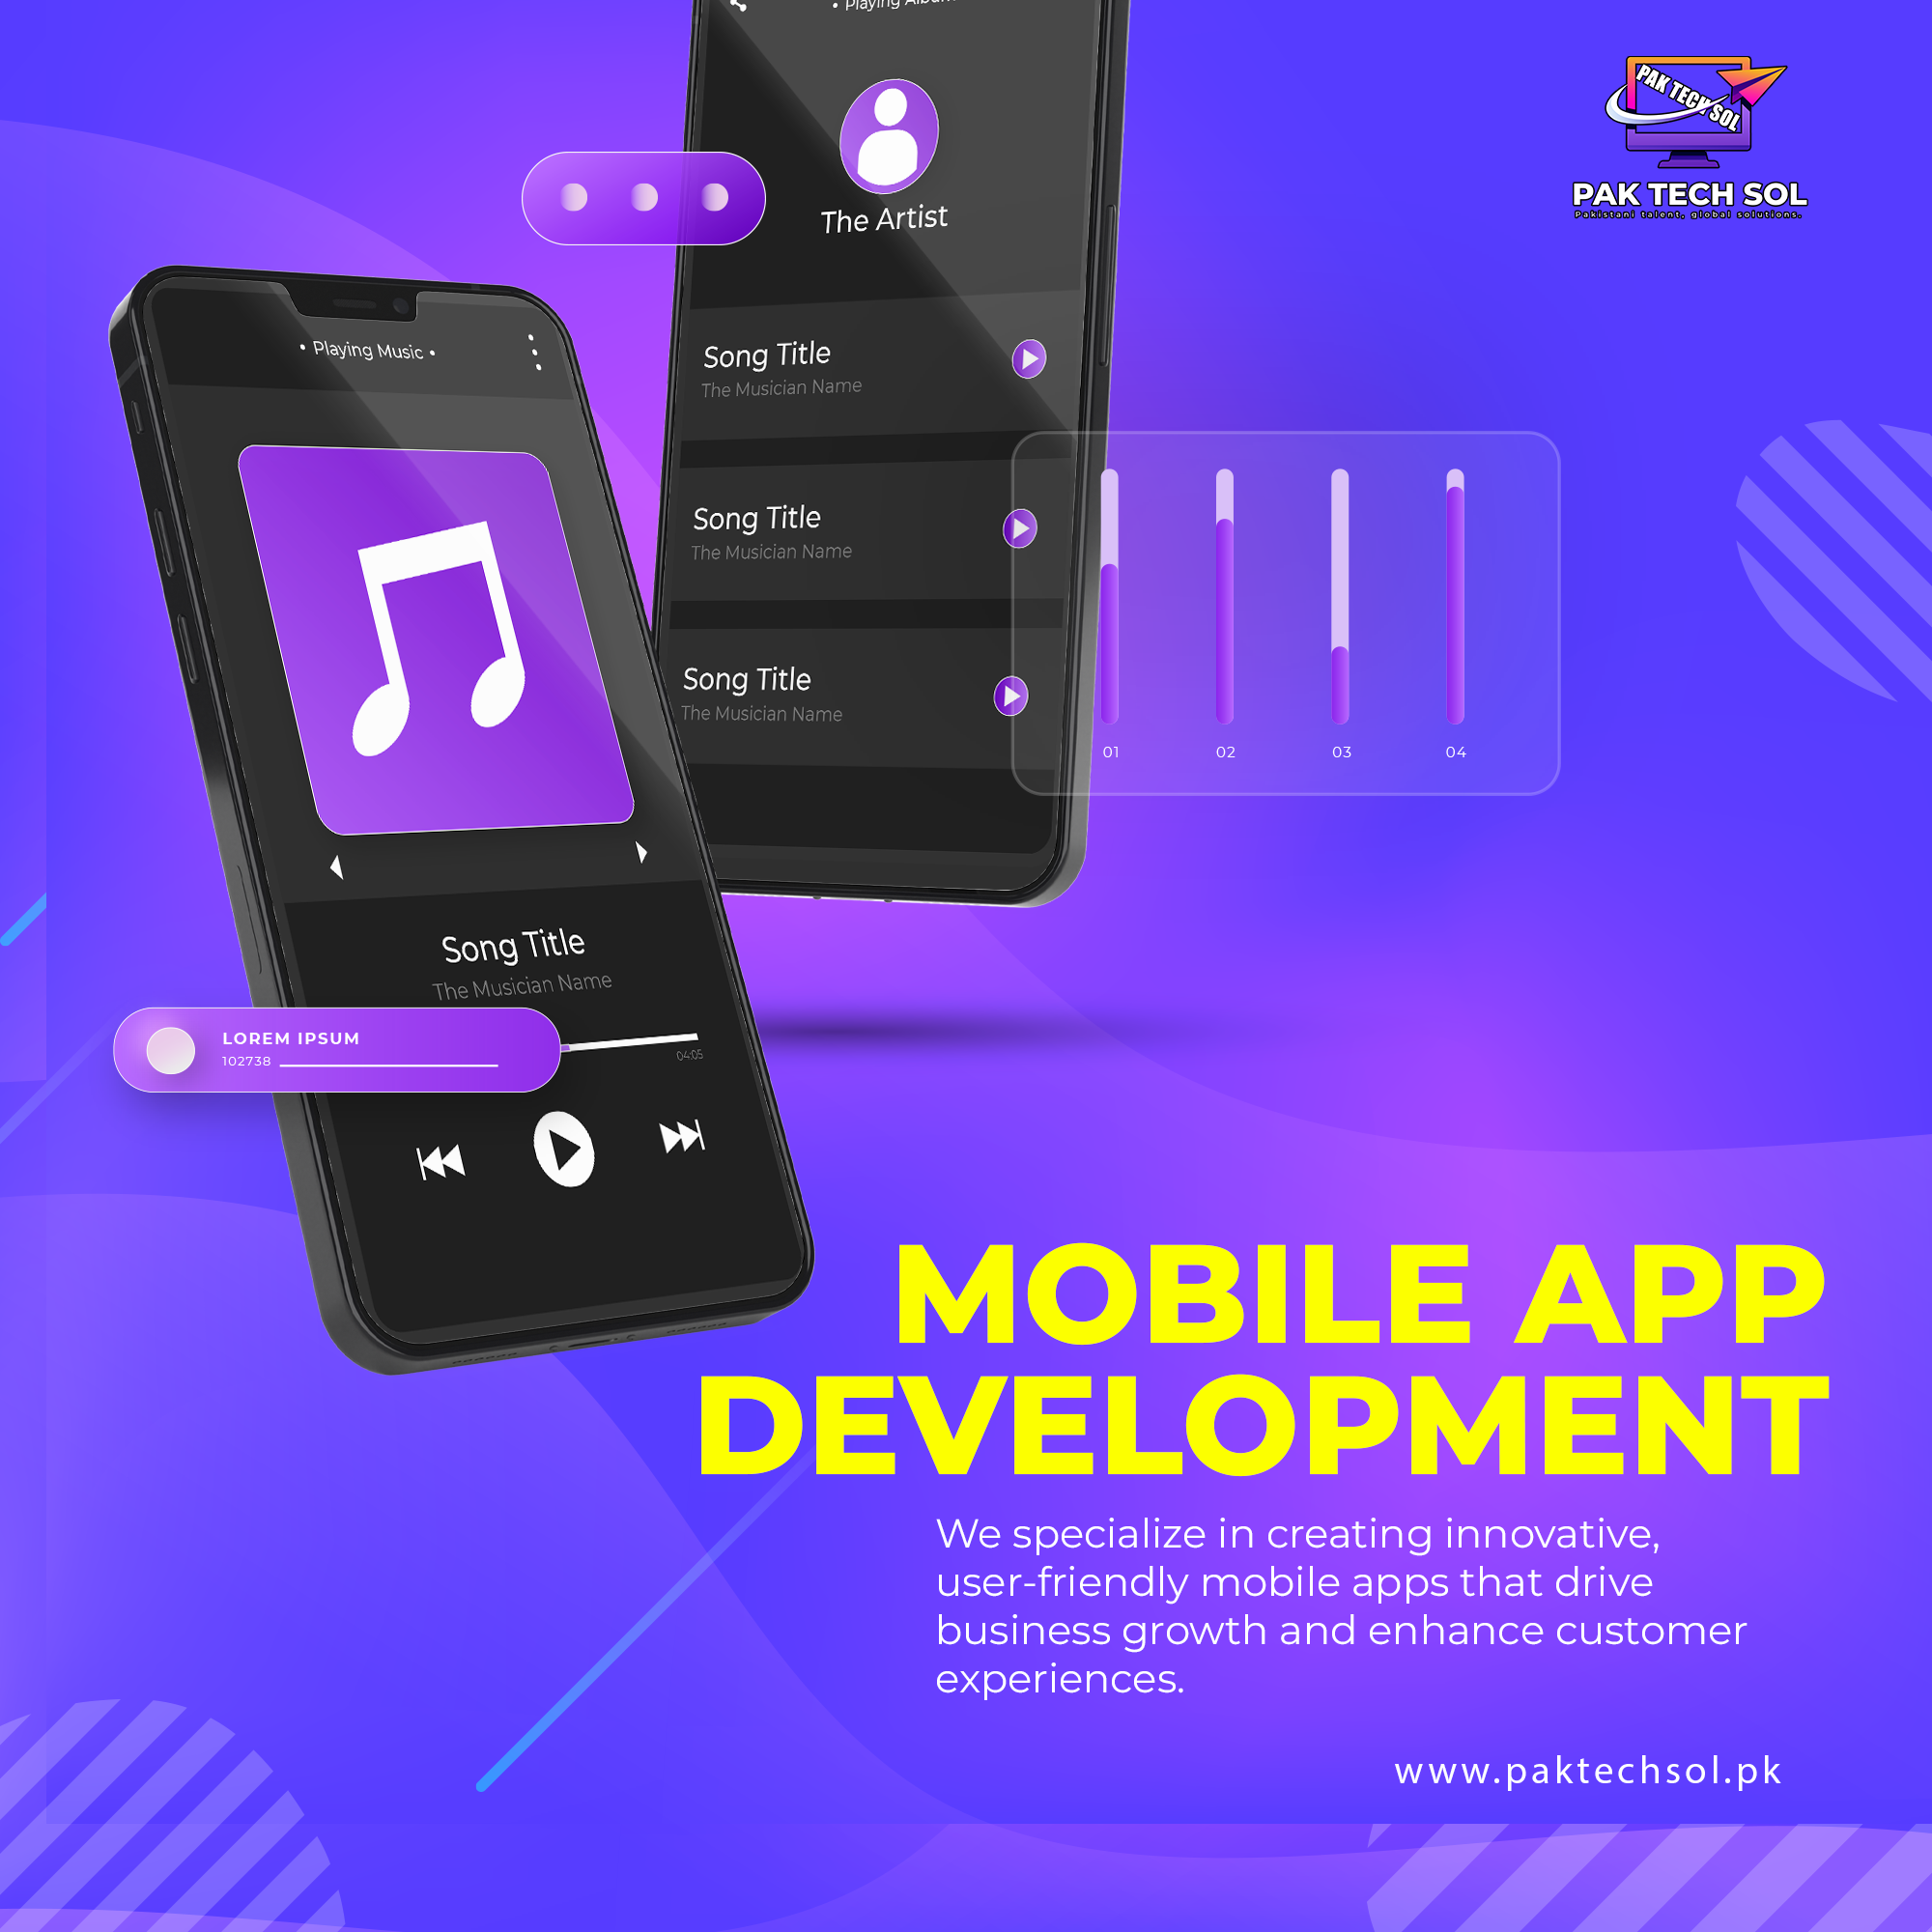 • Playing Album
PAK TECH SOL
PAK TECH SOL
Pakistani talent, global solutions.
The Artist
• Playing Music •
Song Title
The Musician Name
Song Title
The Musician Name
Song Title
The Musician Name
01 02 03 04
Song Title
The Musician Name
LOREM IPSUM
102738
04:05
MOBILE APP
DEVELOPMENT
We specialize in creating innovative,
user-friendly mobile apps that drive
business growth and enhance customer
experiences.
www.paktechsol.pk